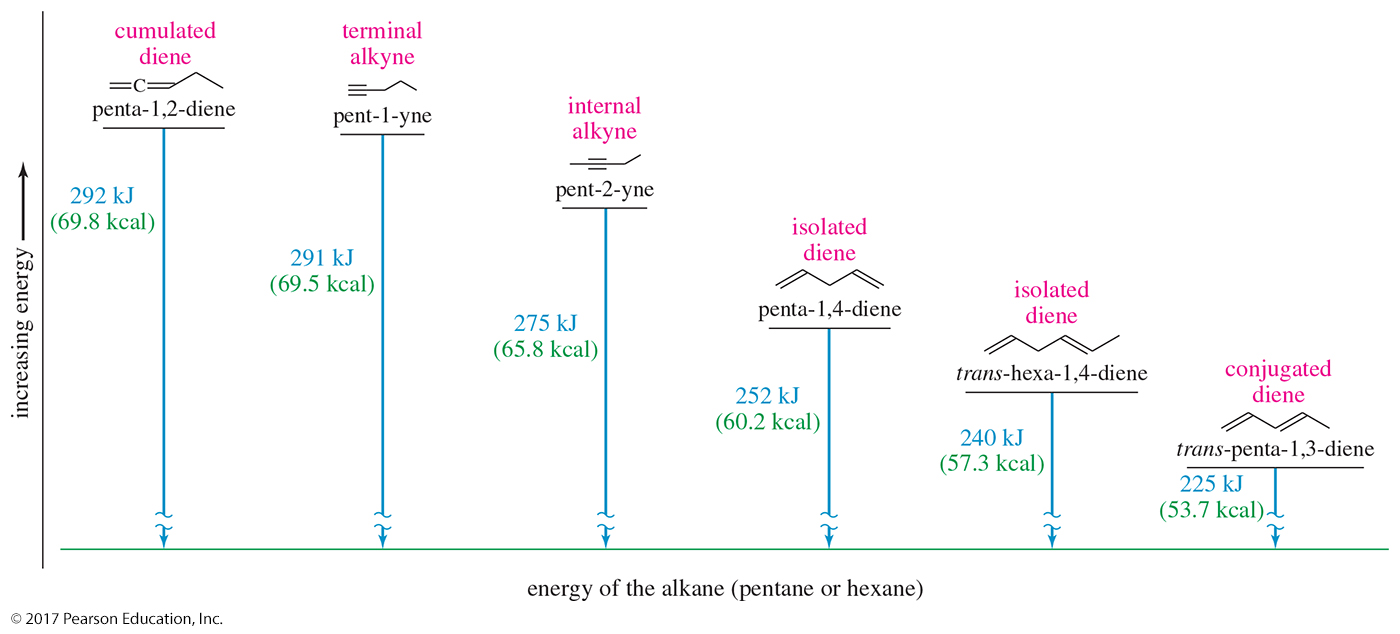 cumulated
diene
C
penta-1,2-diene
292 kJ
(69.8 kcal)
terminal
alkyne
pent-1-yne
291 kJ
(69.5 kcal)
internal
alkyne
pent-2-yne
275 kJ
(65.8 kcal)
isolated
diene
penta-1,4-diene
252 kJ
(60.2 kcal)
isolated
diene
trans-hexa-1,4-diene
240 kJ
(57.3 kcal)
conjugated
diene
trans-penta-1,3-diene
225 kJ
(53.7 kcal)
increasing energy
energy of the alkane (pentane or hexane)
© 2017 Pearson Education, Inc.